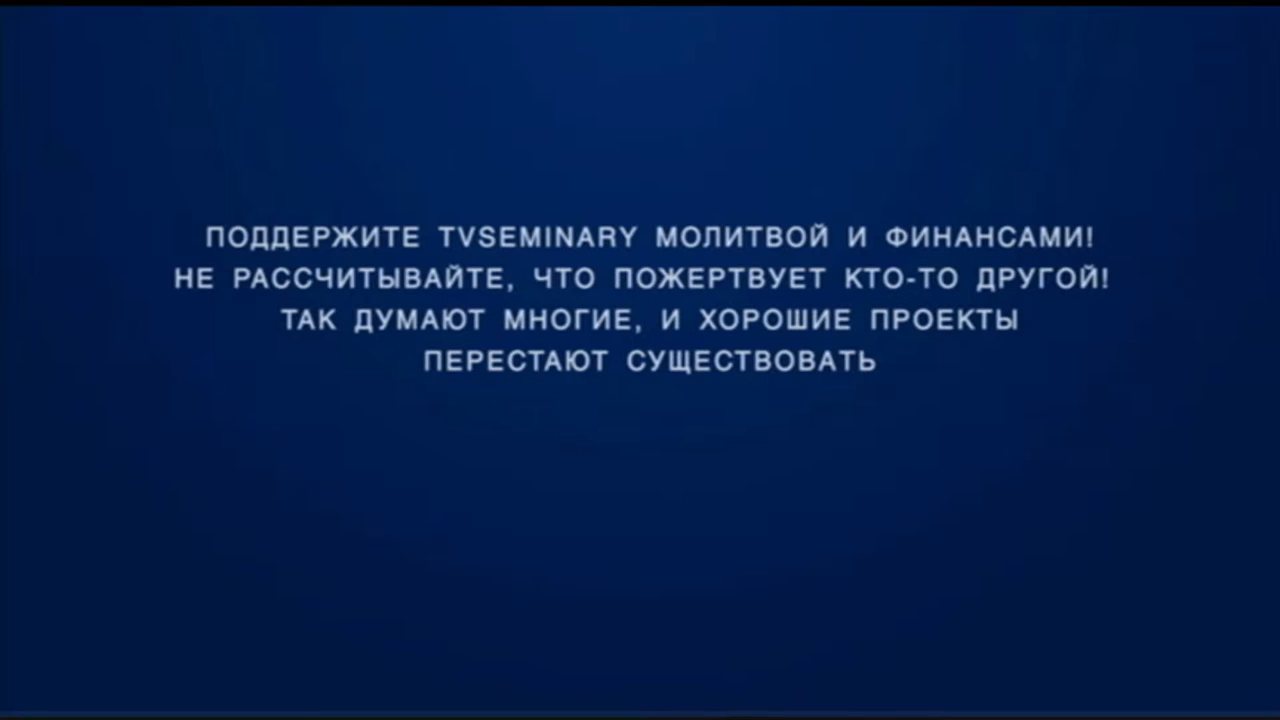 ПОДДЕРЖИТЕ TVSEMINARY МОЛИТВОЙ И ФИНАНСАМИ!
НЕ РАССЧИТЫВАЙТЕ, ЧТО ПОЖЕРТВУЕТ КТО-ТО ДРУГОЙ!
ТАК ДУМАЮТ МНОГИЕ, И ХОРОШИЕ ПРОЕКТЫ
ПЕРЕСТАЮТ СУЩЕСТВОВАТЬ